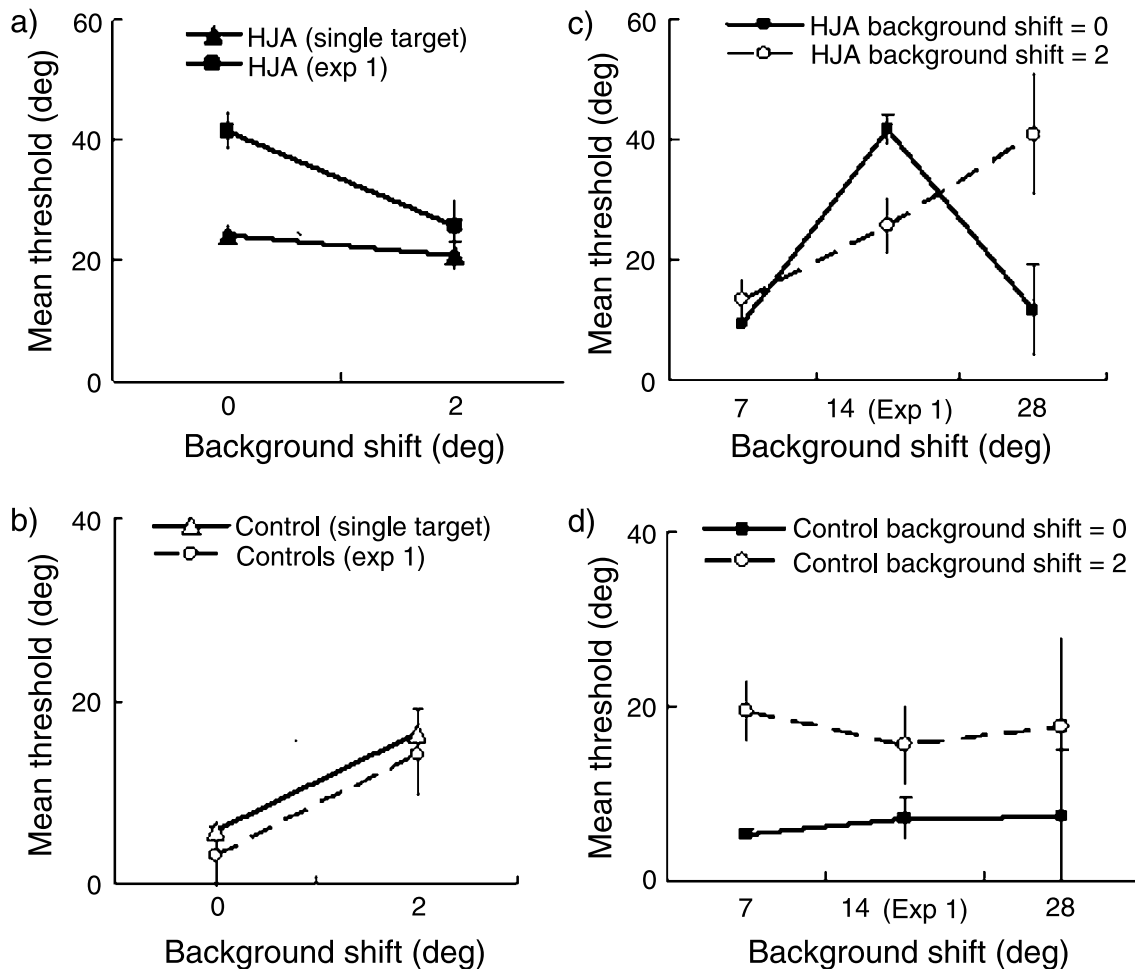 a)
HJA (single target)
HJA (exp 1)
60
40
20
0
Mean threshold (deg)
0 2
Background shift (deg)
c)
HJA background shift = 0
HJA background shift = 2
60
40
20
0
Mean threshold (deg)
7 14 (Exp 1) 28
Background shift (deg)
b)
Control (single target)
Controls (exp 1)
40
20
0
Mean threshold (deg)
0 2
Background shift (deg)
d)
Control background shift = 0
Control background shift = 2
40
20
0
Mean threshold (deg)
7 14 (Exp 1) 28
Background shift (deg)